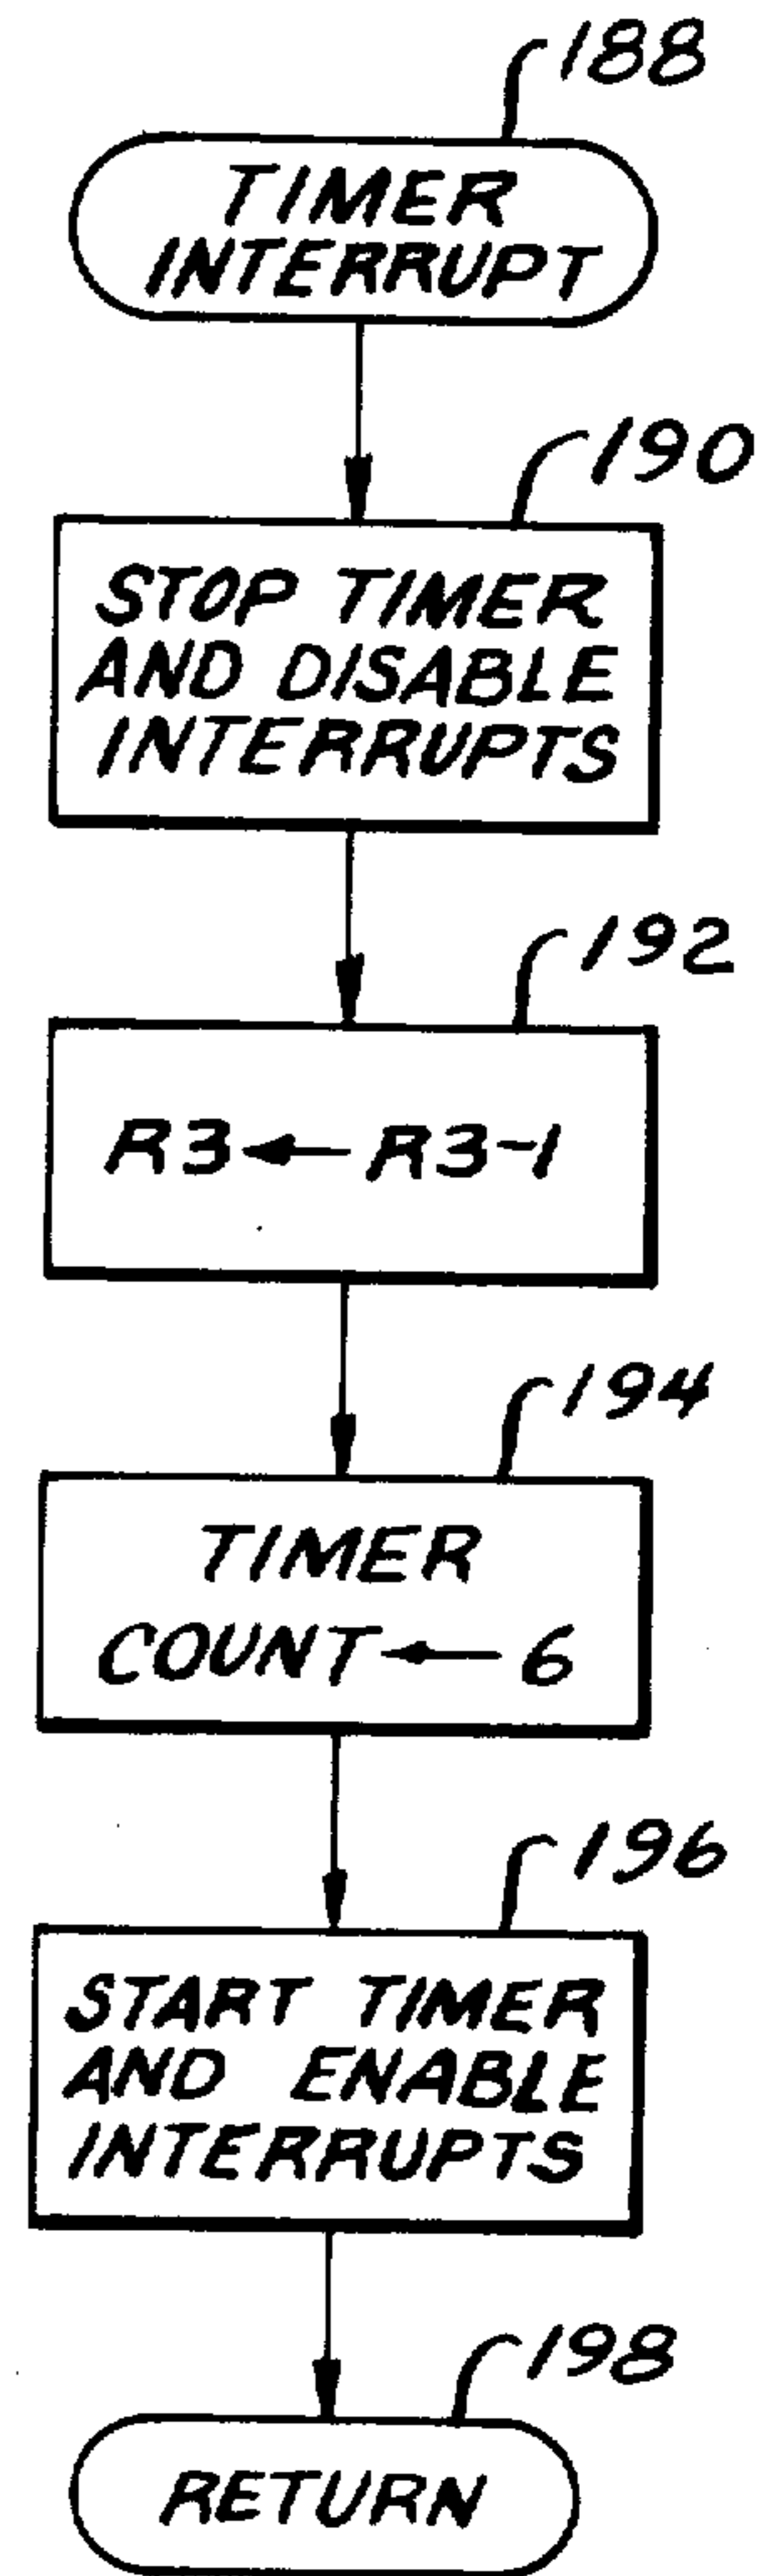 188
TIMER
INTERRUPT
190
STOP TIMER
AND DISABLE
INTERRUPTS
192
R3 ← R3-1
194
TIMER
COUNT ← 6
196
START TIMER
AND ENABLE
INTERRUPTS
198
RETURN